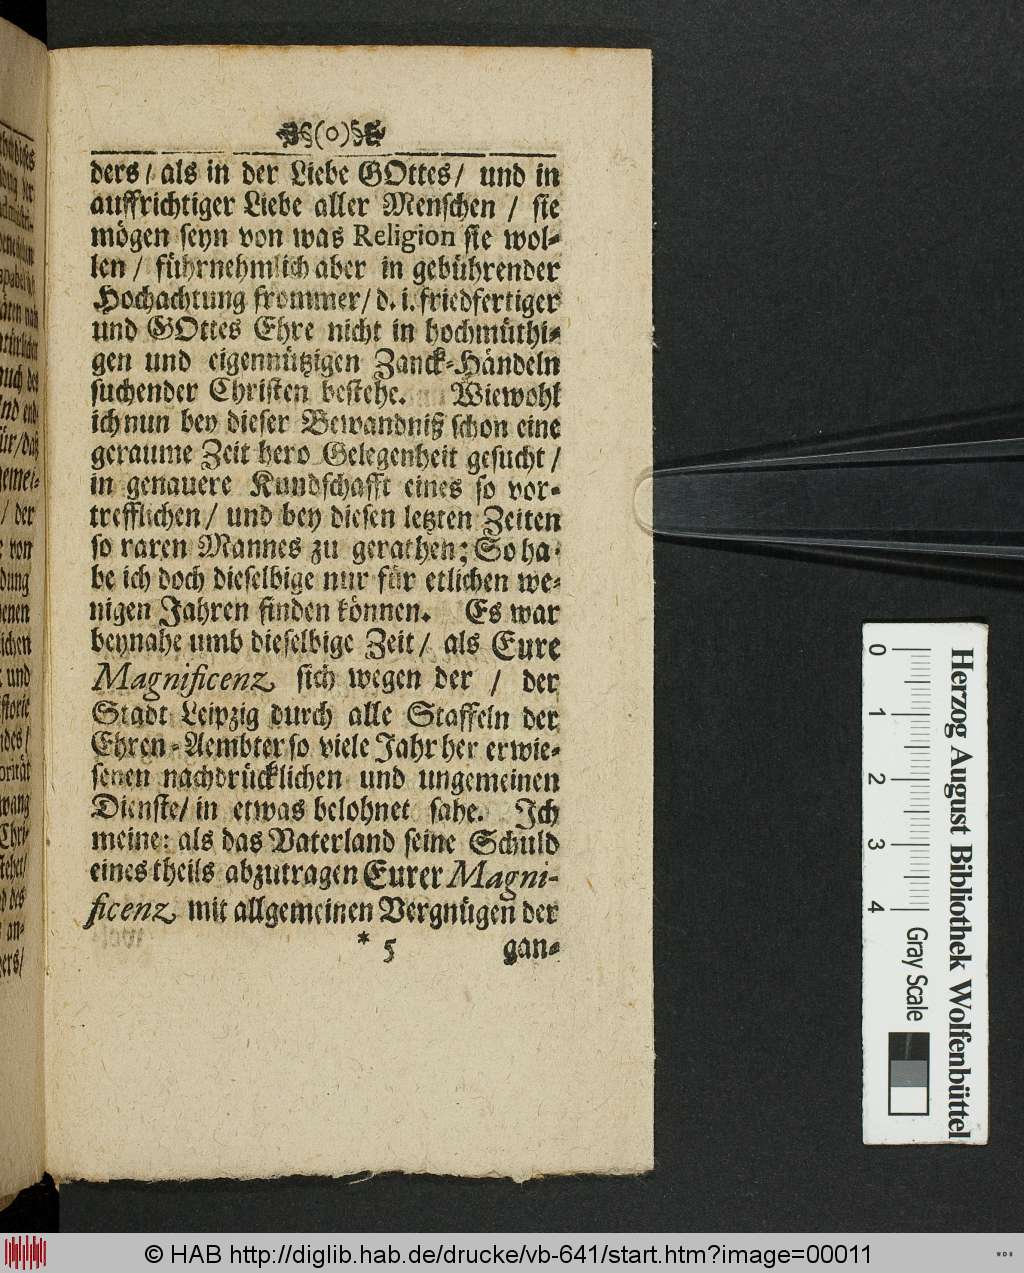 §(o)§
ders / als in der Liebe GOttes / und in
auffrichtiger Liebe aller Menschen / sie
mögen seyn von was Religion sie wol-
len / führnehmlich aber in gebührender
Hochachtung frommer / d. i. friedfertiger
und GOttes Ehre nicht in hochmüthi-
gen und eigennützigen Zanck-Händeln
suchender Christen bestehe. Wiewohl
ich nun bey dieser Bewandniß schon eine
geraume Zeit hero Gelegenheit gesucht /
in genauere Kundschafft eines so vor-
trefflichen / und bey diesen letzten Zeiten
so raren Mannes zu gerathen; So ha-
be ich doch dieselbige nur für etlichen we-
nigen Jahren finden können. Es war
beynahe umb dieselbige Zeit / als Eure
Magnificenz sich wegen der / der
Stadt Leipzig durch alle Staffeln der
Ehren-Aembter so viele Jahr her erwie-
senen nachdrücklichen und ungemeinen
Dienste / in etwas belohnet sahe. Ich
meine: als das Vaterland seine Schuld
eines theils abzutragen Eurer Magni-
ficenz mit allgemeinen Vergnügen der
* 5 gan-
0 1 2 3 4
Gray Scale
Herzog August Bibliothek Wolfenbüttel
© HAB http://diglib.hab.de/drucke/vb-641/start.htm?image=00011